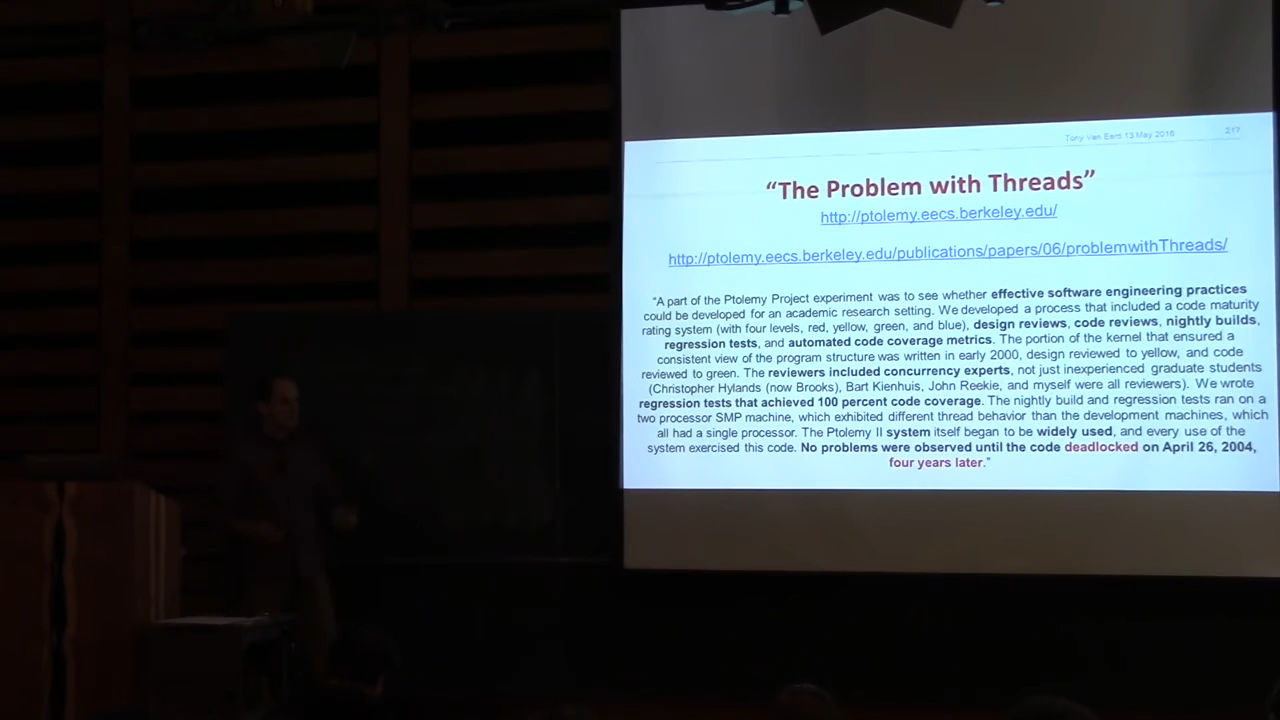 Tony Van Eerd 13 May 2016
217
“The Problem with Threads”
http://ptolemy.eecs.berkeley.edu/
http://ptolemy.eecs.berkeley.edu/publications/papers/06/problemwithThreads/
"A part of the Ptolemy Project experiment was to see whether effective software engineering practices
could be developed for an academic research setting. We developed a process that included a code maturity
rating system (with four levels, red, yellow, green, and blue), design reviews, code reviews, nightly builds,
regression tests, and automated code coverage metrics. The portion of the kernel that ensured a
consistent view of the program structure was written in early 2000, design reviewed to yellow, and code
reviewed to green. The reviewers included concurrency experts, not just inexperienced graduate students
(Christopher Hylands (now Brooks), Bart Kienhuis, John Reekie, and myself were all reviewers). We wrote
regression tests that achieved 100 percent code coverage. The nightly build and regression tests ran on a
two processor SMP machine, which exhibited different thread behavior than the development machines, which
all had a single processor. The Ptolemy II system itself began to be widely used, and every use of the
system exercised this code. No problems were observed until the code deadlocked on April 26, 2004,
four years later."